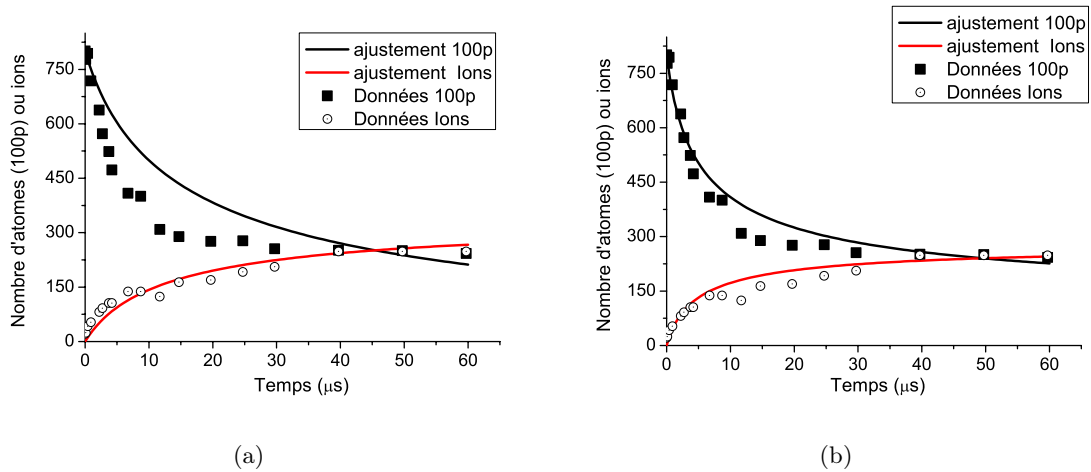 ajustement 100p
ajustement Ions
Données 100p
Données Ions
750
600
450
300
150
0
0 10 20 30 40 50 60
Nombre d'atomes (100p) ou ions
Temps (µs)
(a)
ajustement 100p
ajustement Ions
Données 100p
Données Ions
750
600
450
300
150
0
0 10 20 30 40 50 60
Nombre d'atomes (100p) ou ions
Temps (µs)
(b)